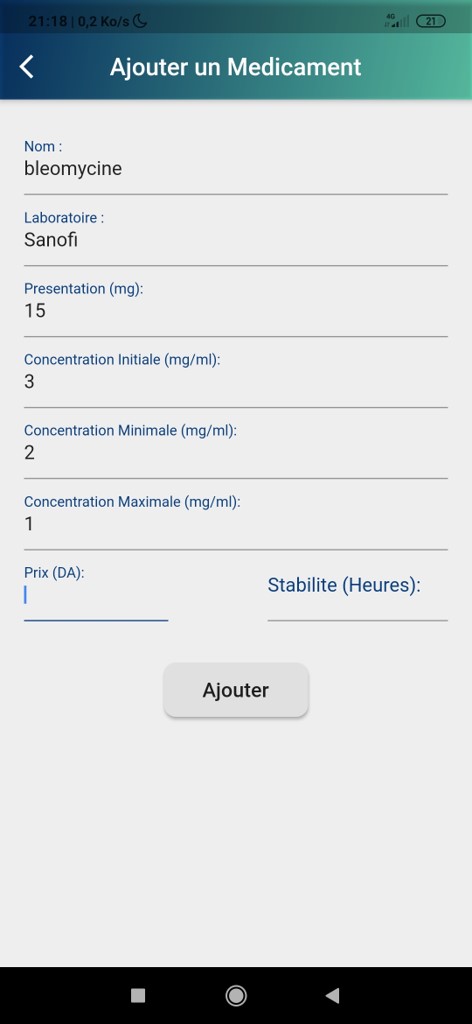 21:18 | 0,2 Ko/s
4G
21
Ajouter un Medicament
Nom :
bleomycine
Laboratoire :
Sanofi
Presentation (mg):
15
Concentration Initiale (mg/ml):
3
Concentration Minimale (mg/ml):
2
Concentration Maximale (mg/ml):
1
Prix (DA):
Stabilite (Heures):
Ajouter